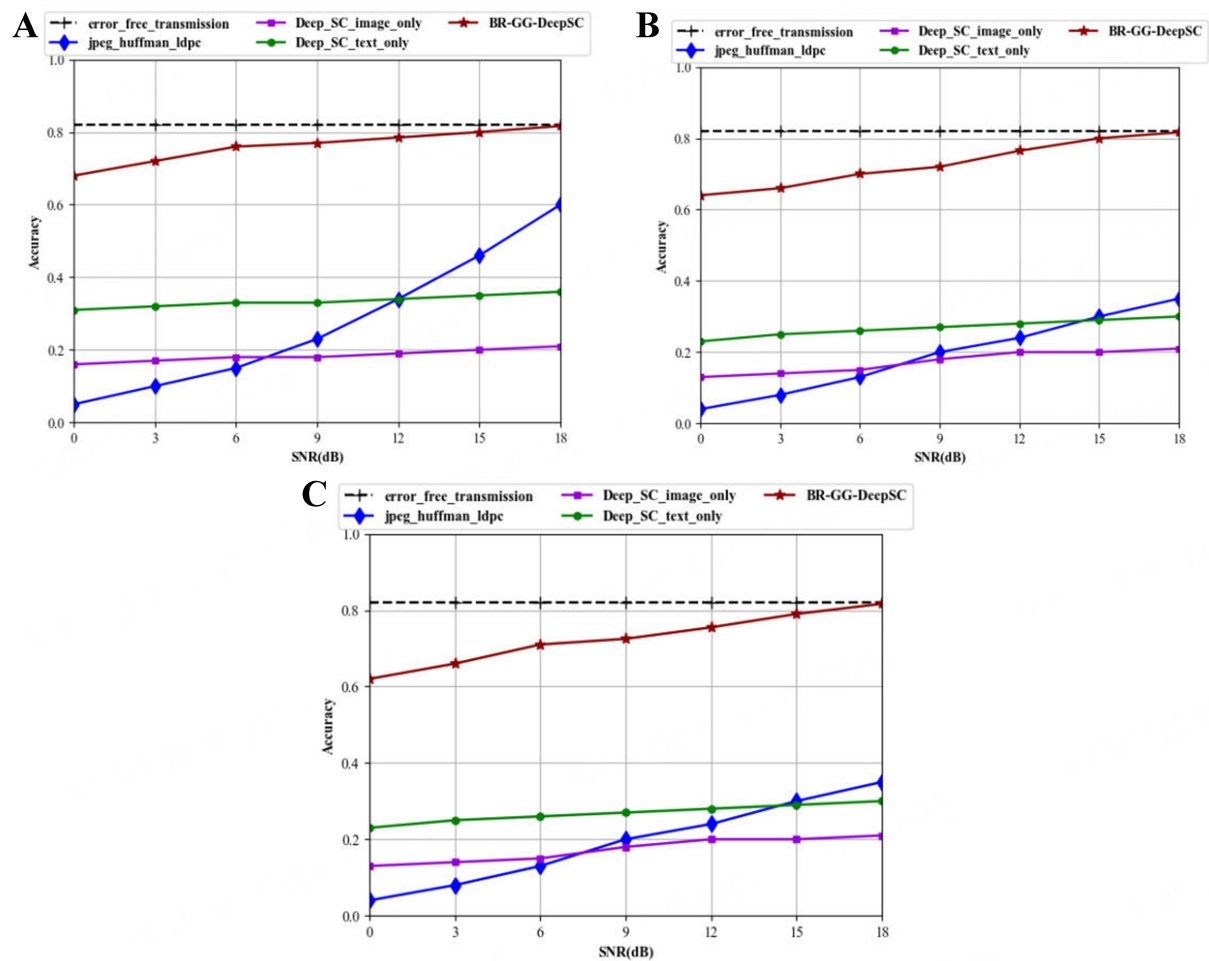 A
error_free_transmission Deep_SC_image_only BR-GG-DeepSC
jpeg_huffman_ldpc Deep_SC_text_only
1.0
0.8
0.6
0.4
0.2
0.0
Accuracy
0 3 6 9 12 15 18
SNR(dB)
B
error_free_transmission Deep_SC_image_only BR-GG-DeepSC
jpeg_huffman_ldpc Deep_SC_text_only
1.0
0.8
0.6
0.4
0.2
0.0
Accuracy
0 3 6 9 12 15 18
SNR(dB)
C
error_free_transmission Deep_SC_image_only BR-GG-DeepSC
jpeg_huffman_ldpc Deep_SC_text_only
1.0
0.8
0.6
0.4
0.2
0.0
Accuracy
0 3 6 9 12 15 18
SNR(dB)